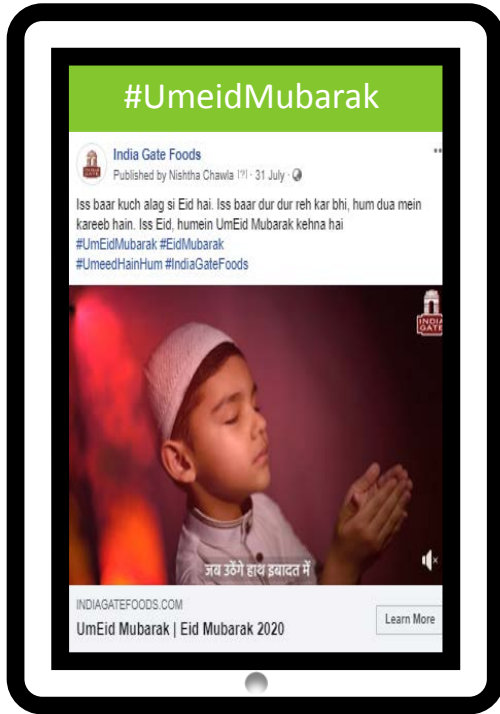 #UmeidMubarak
India Gate Foods
Published by Nishtha Chawla [?] · 31 July ·
Iss baar kuch alag si Eid hai. Iss baar dur dur reh kar bhi, hum dua mein
kareeb hain. Iss Eid, humein UmEid Mubarak kehna hai
#UmEidMubarak #EidMubarak
#UmeedHainHum #IndiaGateFoods
INDIA
GATE
जब उठेंगे हाथ इबादत में
INDIAGATEFOODS.COM
UmEid Mubarak | Eid Mubarak 2020
Learn More